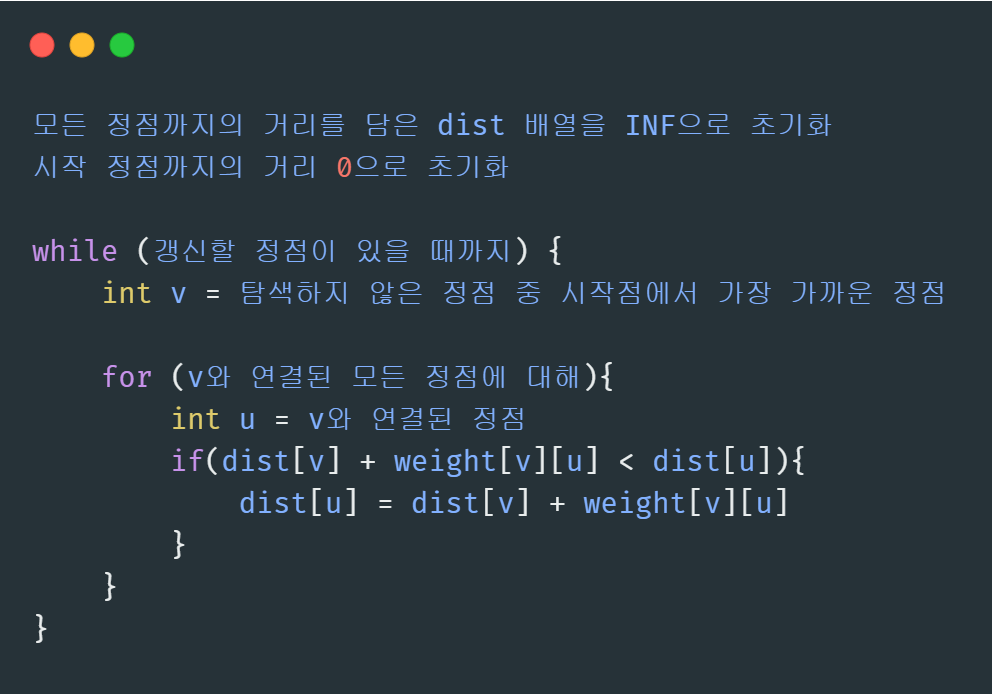 모든 정점까지의 거리를 담은 dist 배열을 INF으로 초기화
시작 정점까지의 거리 0으로 초기화
while (갱신할 정점이 있을 때까지) {
int v = 탐색하지 않은 정점 중 시작점에서 가장 가까운 정점
for (v와 연결된 모든 정점에 대해){
int u = v와 연결된 정점
if(dist[v] + weight[v][u] < dist[u]){
dist[u] = dist[v] + weight[v][u]
}
}
}